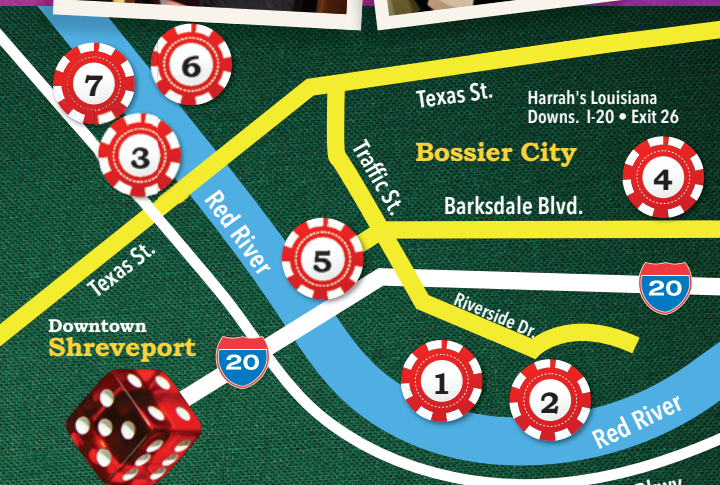 7
6
Texas St.
Harrah's Louisiana
Downs. I-20 • Exit 26
3
Traffic St.
Bossier City
4
Red River
Barksdale Blvd.
5
Texas St.
20
Riverside Dr.
Downtown
Shreveport
20
1
2
Red River